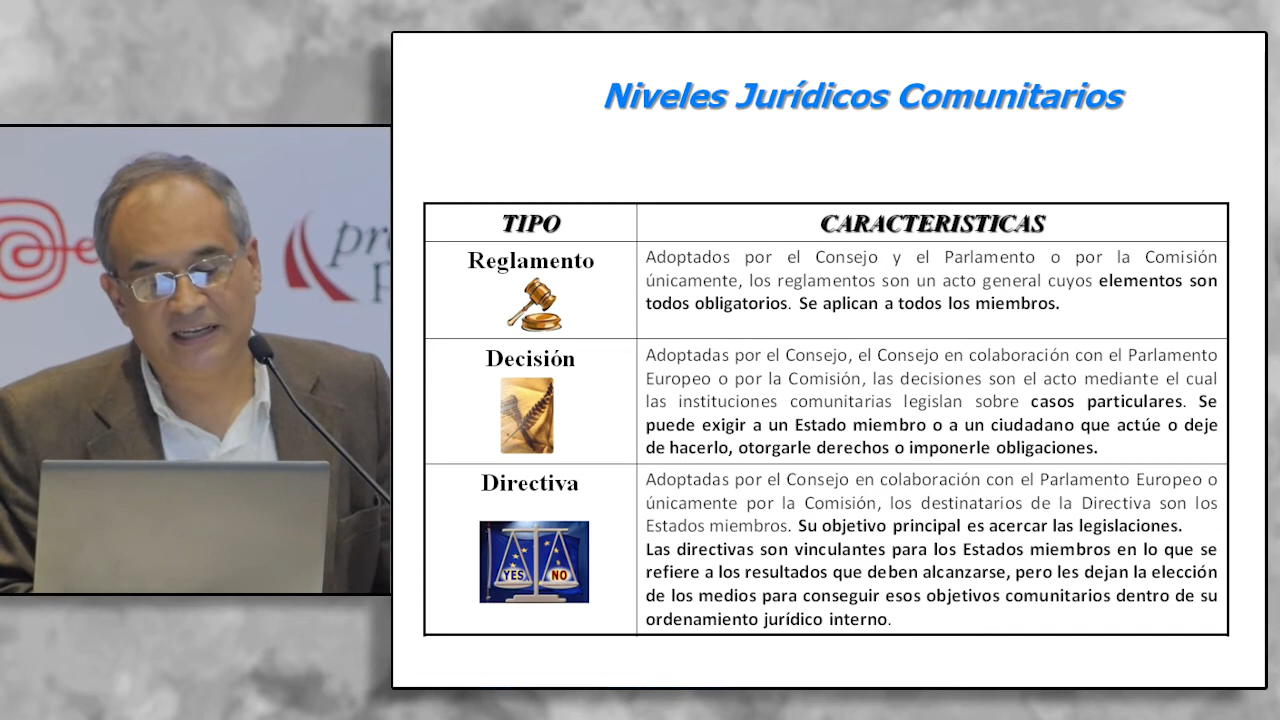 Niveles Jurídicos Comunitarios
TIPO
CARACTERISTICAS
Reglamento
Adoptados por el Consejo y el Parlamento o por la Comisión
únicamente, los reglamentos son un acto general cuyos elementos son
todos obligatorios. Se aplican a todos los miembros.
Decisión
Adoptadas por el Consejo, el Consejo en colaboración con el Parlamento
Europeo o por la Comisión, las decisiones son el acto mediante el cual
las instituciones comunitarias legislan sobre casos particulares. Se
puede exigir a un Estado miembro o a un ciudadano que actúe o deje
de hacerlo, otorgarle derechos o imponerle obligaciones.
Directiva
YES NO
Adoptadas por el Consejo en colaboración con el Parlamento Europeo o
únicamente por la Comisión, los destinatarios de la Directiva son los
Estados miembros. Su objetivo principal es acercar las legislaciones.
Las directivas son vinculantes para los Estados miembros en lo que se
refiere a los resultados que deben alcanzarse, pero les dejan la elección
de los medios para conseguir esos objetivos comunitarios dentro de su
ordenamiento jurídico interno.